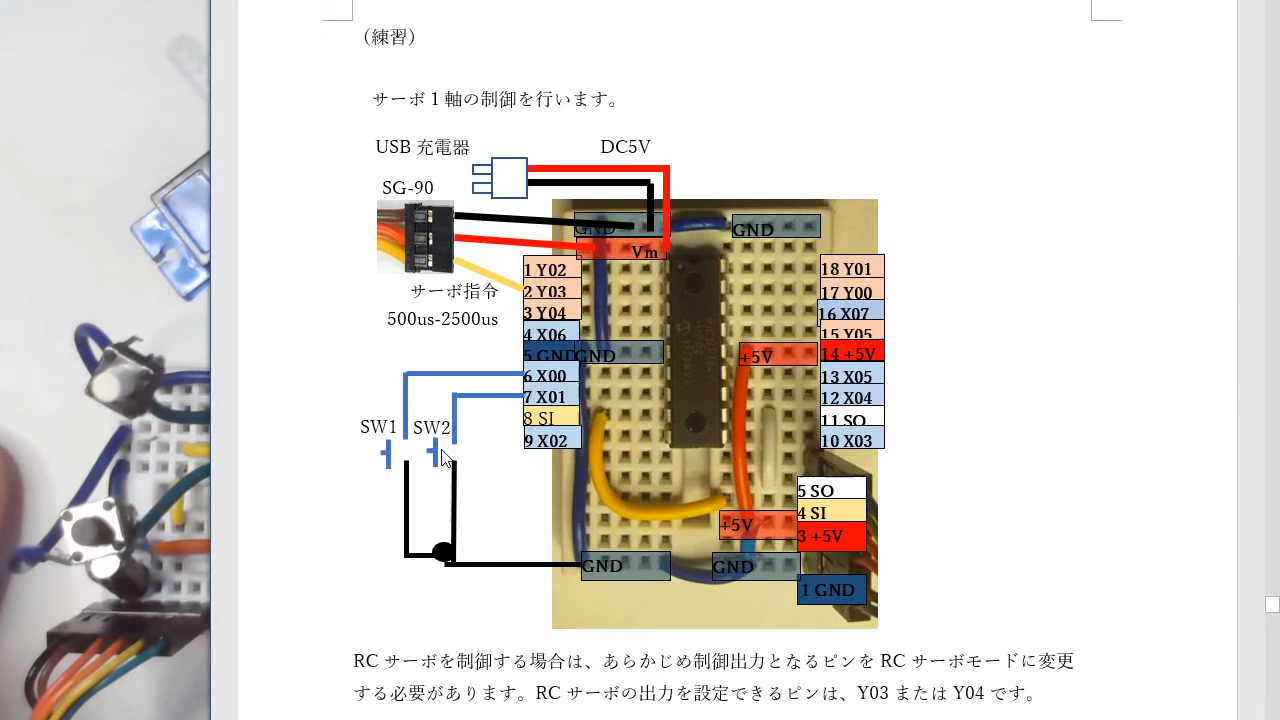 （練習）
サーボ 1 軸の制御を行います。
USB 充電器
DC5V
SG-90
GND
GND
Vm
1 Y02
2 Y03
3 Y04
4 X06
5 GND
GND
6 X00
7 X01
8 SI
9 X02
18 Y01
17 Y00
16 X07
15 Y05
14 +5V
+5V
13 X05
12 X04
11 SO
10 X03
サーボ指令
500us-2500us
SW1
SW2
5 SO
4 SI
+5V
3 +5V
GND
GND
1 GND
RC サーボを制御する場合は、あらかじめ制御出力となるピンを RC サーボモードに変更
する必要があります。RC サーボの出力を設定できるピンは、Y03 または Y04 です。